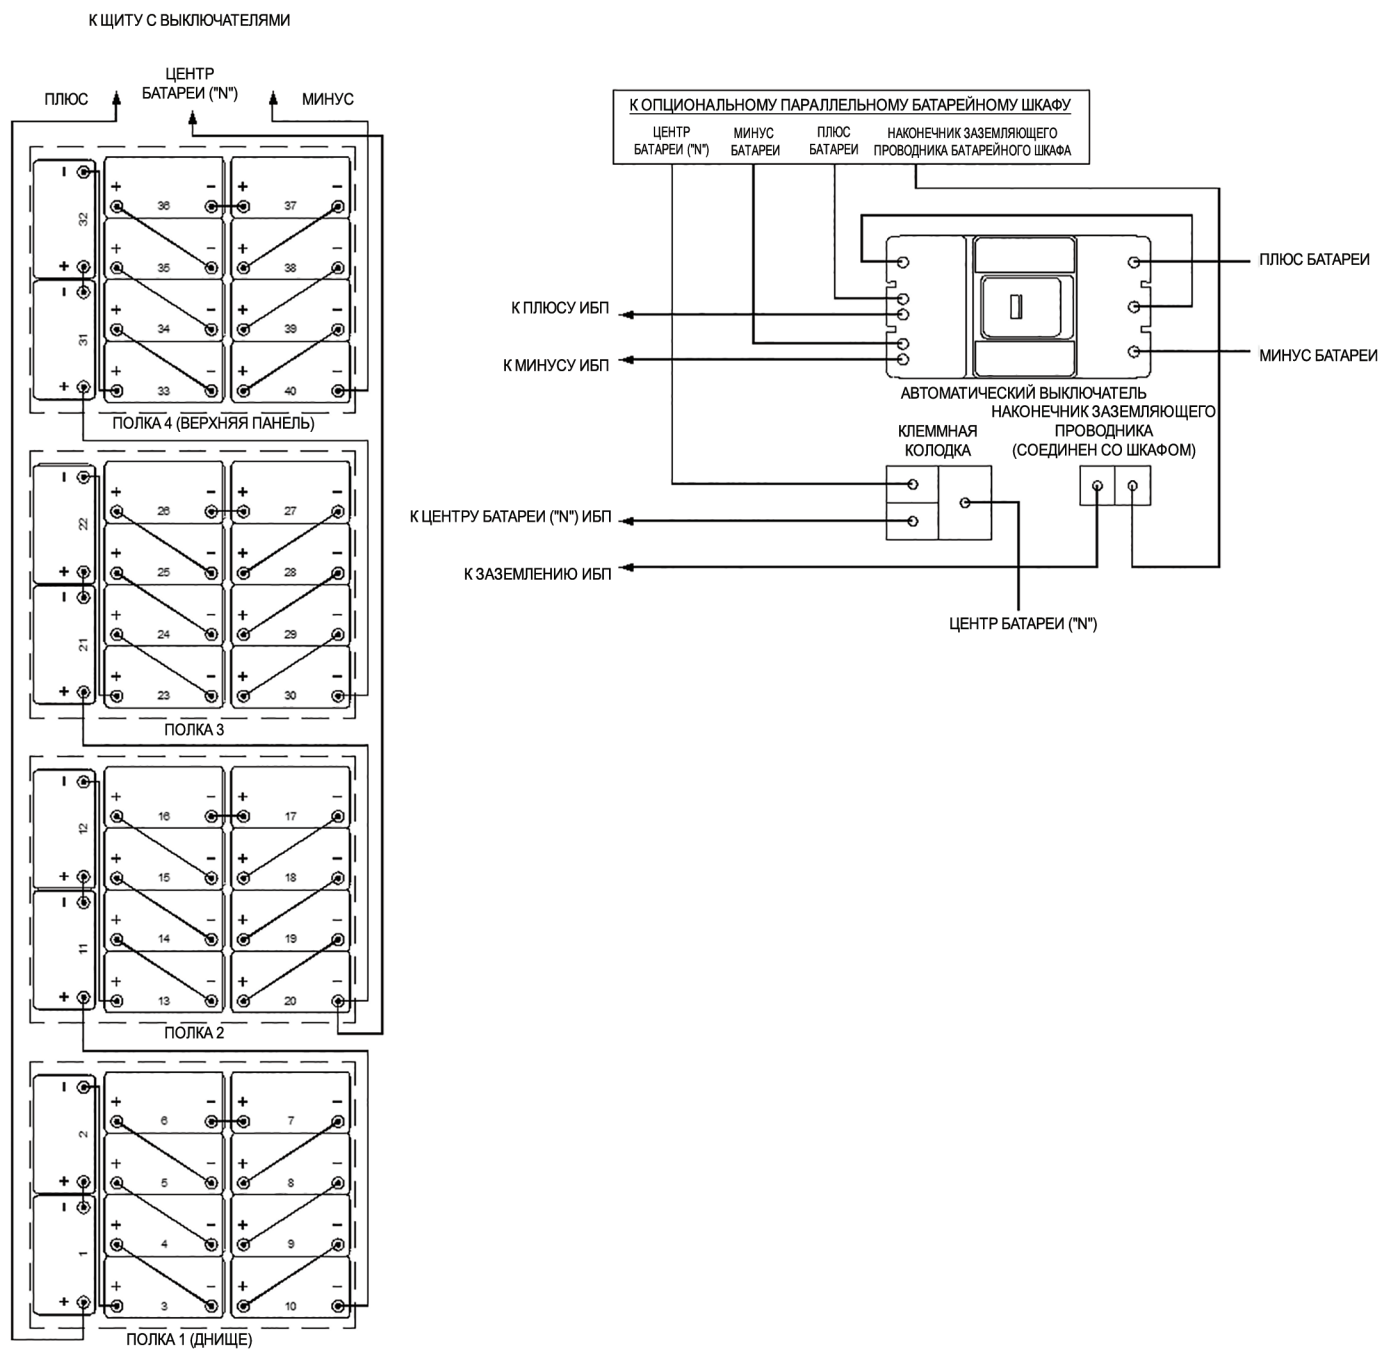 К ЩИТУ С ВЫКЛЮЧАТЕЛЯМИ
ПЛЮС
ЦЕНТР
БАТАРЕИ ("N")
МИНУС
− + 32
− + 31
+ 36 −
+ 35 −
+ 34 −
+ 33 −
+ 37 −
+ 38 −
+ 39 −
+ 40 −
ПОЛКА 4 (ВЕРХНЯЯ ПАНЕЛЬ)
− + 22
− + 21
+ 26 −
+ 25 −
+ 24 −
+ 23 −
+ 27 −
+ 28 −
+ 29 −
+ 30 −
ПОЛКА 3
− + 12
− + 11
+ 16 −
+ 15 −
+ 14 −
+ 13 −
+ 17 −
+ 18 −
+ 19 −
+ 20 −
ПОЛКА 2
− + 2
− + 1
+ 6 −
+ 5 −
+ 4 −
+ 3 −
+ 7 −
+ 8 −
+ 9 −
+ 10 −
ПОЛКА 1 (ДНИЩЕ)
К ОПЦИОНАЛЬНОМУ ПАРАЛЛЕЛЬНОМУ БАТАРЕЙНОМУ ШКАФУ
ЦЕНТР
БАТАРЕИ ("N")
МИНУС
БАТАРЕИ
ПЛЮС
БАТАРЕИ
НАКОНЕЧНИК ЗАЗЕМЛЯЮЩЕГО
ПРОВОДНИКА БАТАРЕЙНОГО ШКАФА
ПЛЮС БАТАРЕИ
К ПЛЮСУ ИБП
МИНУС БАТАРЕИ
К МИНУСУ ИБП
АВТОМАТИЧЕСКИЙ ВЫКЛЮЧАТЕЛЬ
НАКОНЕЧНИК ЗАЗЕМЛЯЮЩЕГО
ПРОВОДНИКА
(СОЕДИНЕН СО ШКАФОМ)
КЛЕММНАЯ
КОЛОДКА
К ЦЕНТРУ БАТАРЕИ ("N") ИБП
К ЗАЗЕМЛЕНИЮ ИБП
ЦЕНТР БАТАРЕИ ("N")